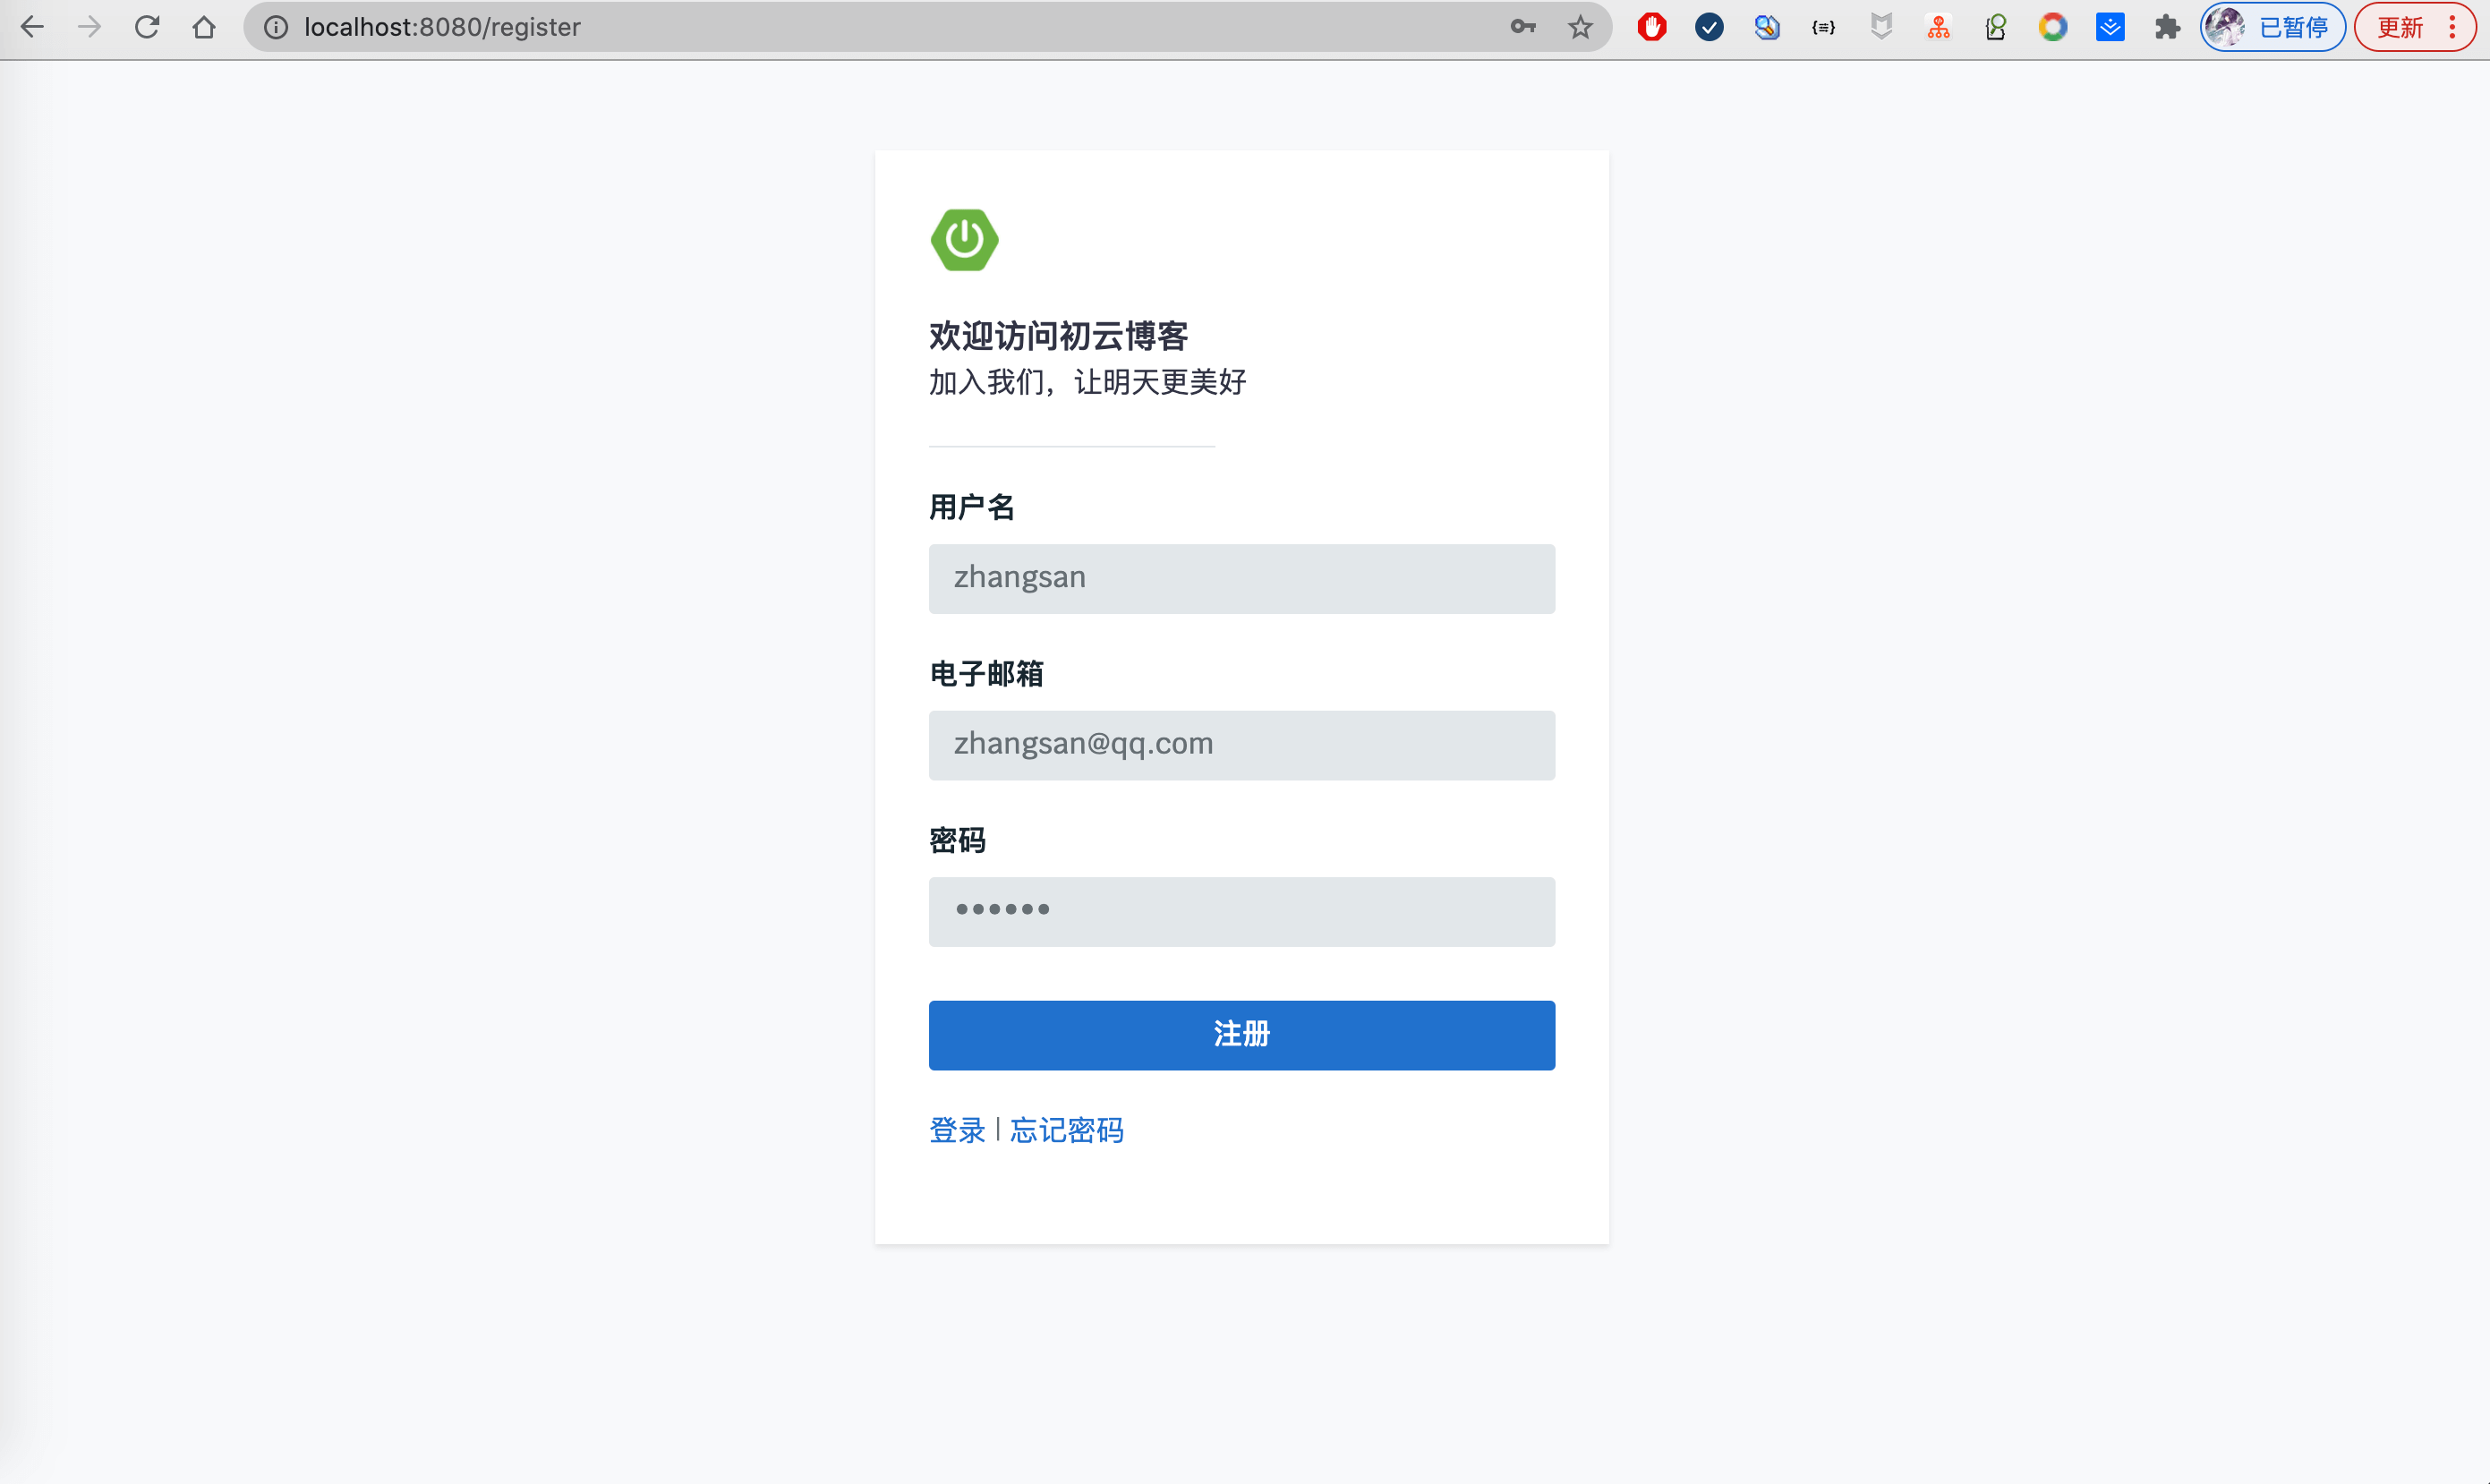 localhost:8080/register
已暂停
更新
欢迎访问初云博客
加入我们，让明天更美好
用户名
zhangsan
电子邮箱
zhangsan@qq.com
密码
••••••
注册
登录 | 忘记密码